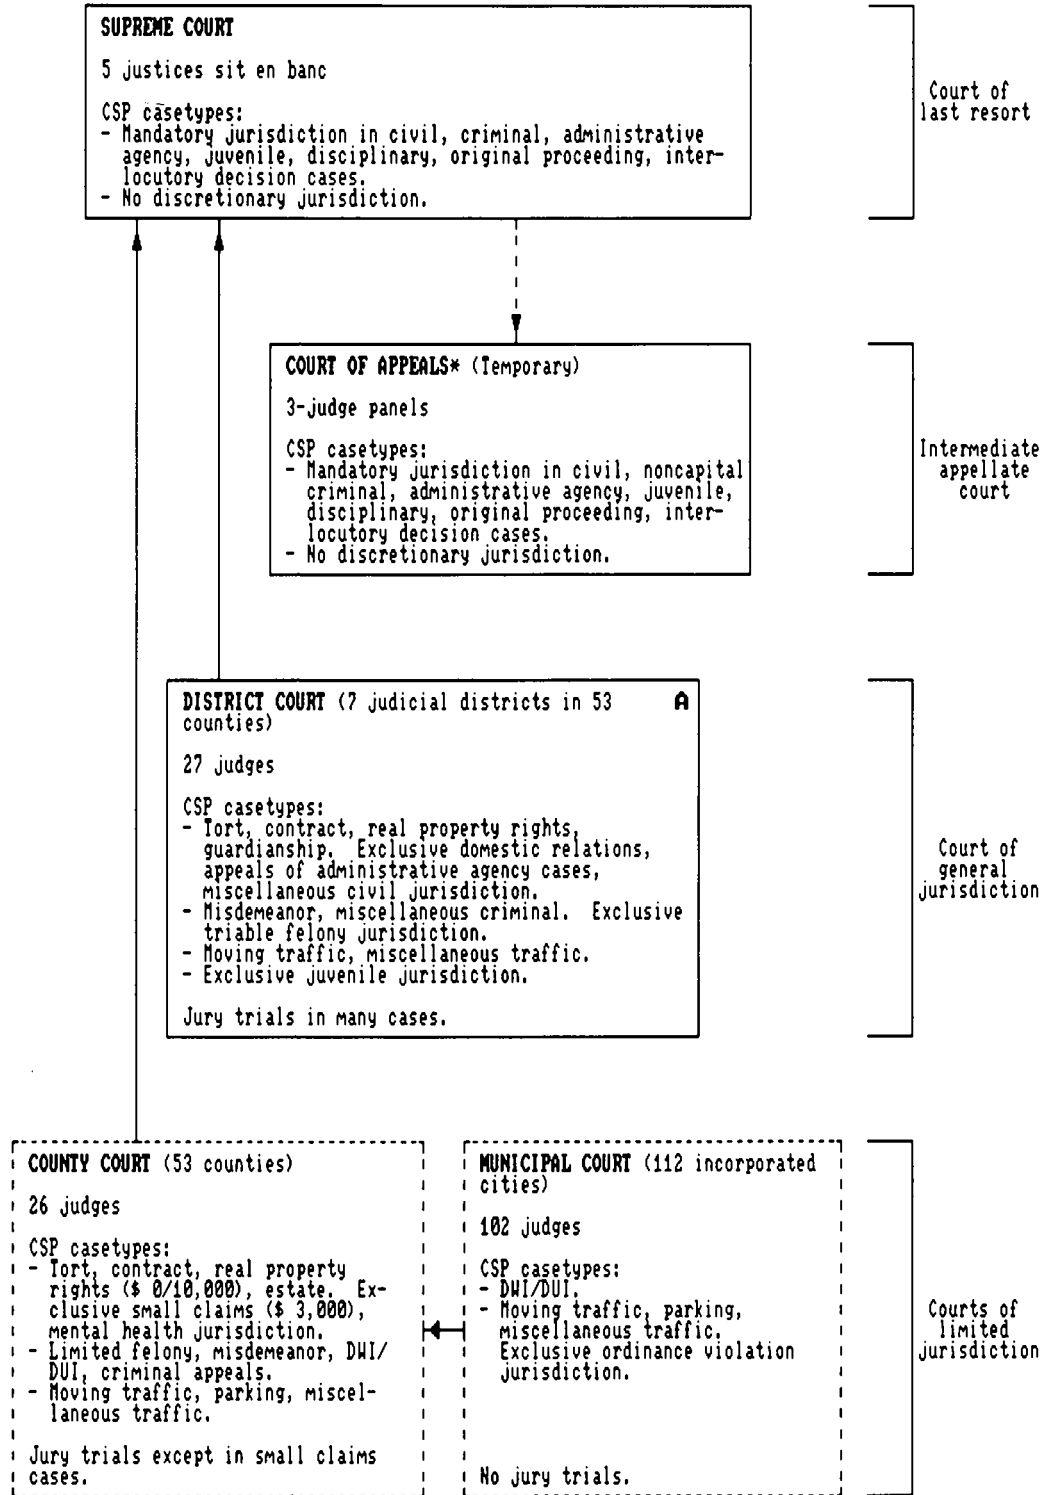 SUPREME COURT
5 justices sit en banc
CSP casetypes:
- Mandatory jurisdiction in civil, criminal, administrative
agency, juvenile, disciplinary, original proceeding, inter-
locutory decision cases.
- No discretionary jurisdiction.
Court of
last resort
COURT OF APPEALS* (Temporary)
3-judge panels
CSP casetypes:
- Mandatory jurisdiction in civil, noncapital
criminal, administrative agency, juvenile,
disciplinary, original proceeding, inter-
locutory decision cases.
- No discretionary jurisdiction.
Intermediate
appellate
court
DISTRICT COURT (7 judicial districts in 53 A
counties)
27 judges
CSP casetypes:
- Tort, contract, real property rights,
guardianship. Exclusive domestic relations,
appeals of administrative agency cases,
miscellaneous civil jurisdiction.
- Misdemeanor, miscellaneous criminal. Exclusive
triable felony jurisdiction.
- Moving traffic, miscellaneous traffic.
- Exclusive juvenile jurisdiction.
Jury trials in many cases.
Court of
general
jurisdiction
COUNTY COURT (53 counties)
26 judges
CSP casetypes:
- Tort, contract, real property
rights ($ 0/10,000), estate. Ex-
clusive small claims ($ 3,000),
mental health jurisdiction.
- Limited felony, misdemeanor, DWI/
DUI, criminal appeals.
- Moving traffic, parking, miscel-
laneous traffic.
Jury trials except in small claims
cases.
MUNICIPAL COURT (112 incorporated
cities)
102 judges
CSP casetypes:
- DWI/DUI.
- Moving traffic, parking,
miscellaneous traffic.
Exclusive ordinance violation
jurisdiction.
No jury trials.
Courts of
limited
jurisdiction